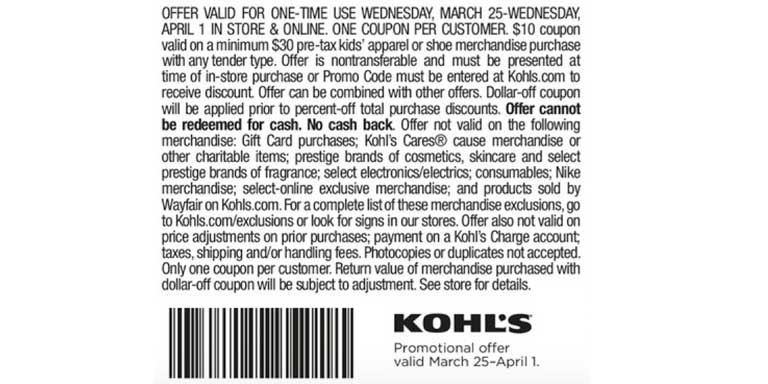 OFFER VALID FOR ONE-TIME USE WEDNESDAY, MARCH 25-WEDNESDAY,
APRIL 1 IN STORE & ONLINE. ONE COUPON PER CUSTOMER. $10 coupon
valid on a minimum $30 pre-tax kids' apparel or shoe merchandise purchase
with any tender type. Offer is nontransferable and must be presented at
time of in-store purchase or Promo Code must be entered at Kohls.com to
receive discount. Offer can be combined with other offers. Dollar-off coupon
will be applied prior to percent-off total purchase discounts. Offer cannot
be redeemed for cash. No cash back. Offer not valid on the following
merchandise: Gift Card purchases; Kohl's Cares® cause merchandise or
other charitable items; prestige brands of cosmetics, skincare and select
prestige brands of fragrance; select electronics/electrics; consumables; Nike
merchandise; select-online exclusive merchandise; and products sold by
Wayfair on Kohls.com. For a complete list of these merchandise exclusions, go
to Kohls.com/exclusions or look for signs in our stores. Offer also not valid on
price adjustments on prior purchases; payment on a Kohl's Charge account;
taxes, shipping and/or handling fees. Photocopies or duplicates not accepted.
Only one coupon per customer. Return value of merchandise purchased with
dollar-off coupon will be subject to adjustment. See store for details.
KOHL'S
Promotional offer
valid March 25–April 1.